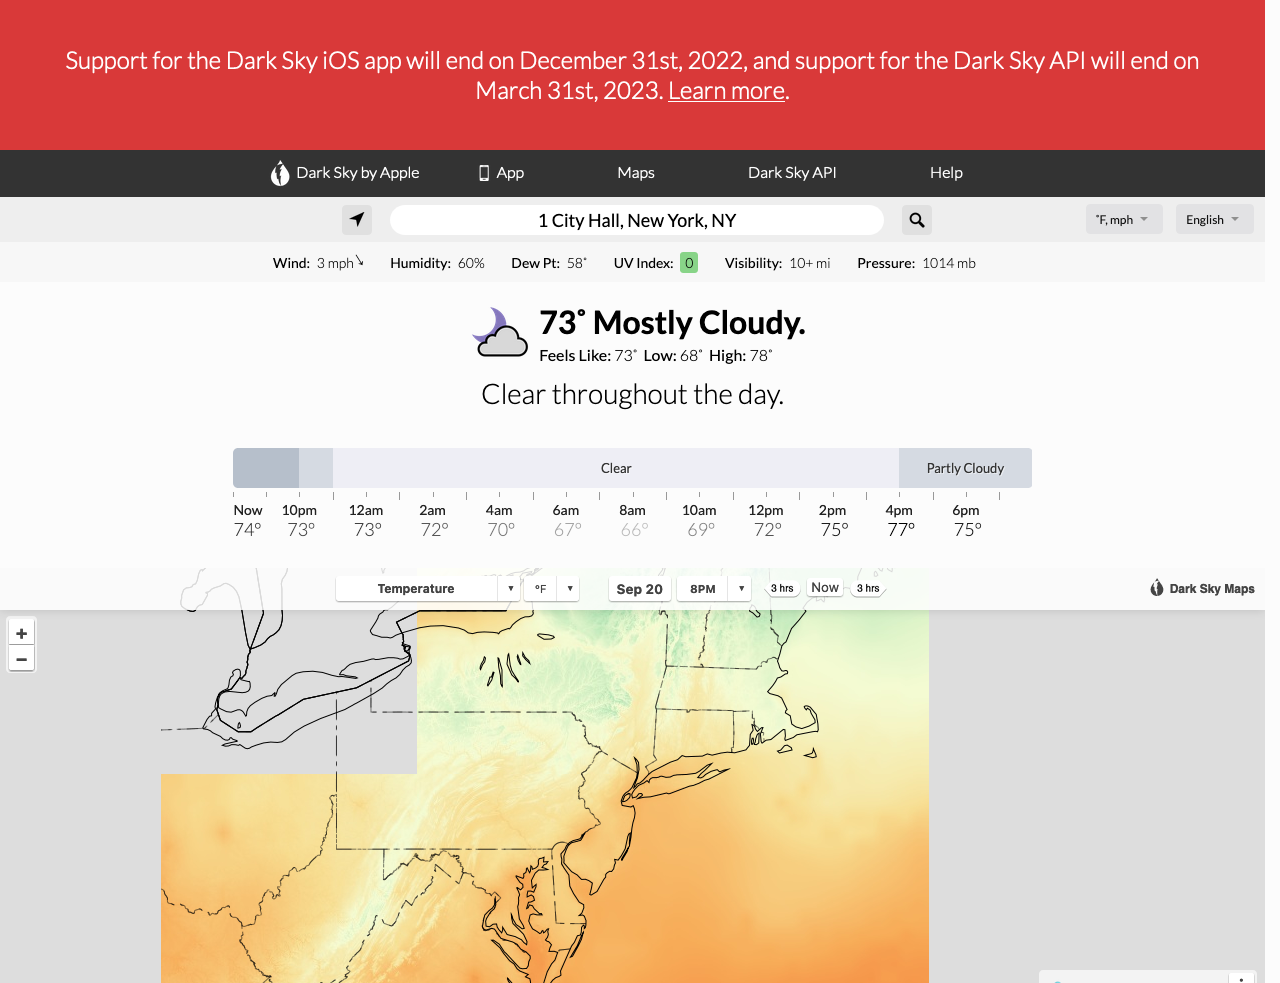 Support for the Dark Sky iOS app will end on December 31st, 2022, and support for the Dark Sky API will end on
March 31st, 2023. Learn more.
Dark Sky by Apple App Maps Dark Sky API Help
1 City Hall, New York, NY
˚F, mph English
Wind: 3 mph Humidity: 60% Dew Pt: 58˚ UV Index: 0 Visibility: 10+ mi Pressure: 1014 mb
73˚ Mostly Cloudy.
Feels Like: 73˚ Low: 68˚ High: 78˚
Clear throughout the day.
Clear Partly Cloudy
Now 10pm 12am 2am 4am 6am 8am 10am 12pm 2pm 4pm 6pm
74° 73° 73° 72° 70° 67° 66° 69° 72° 75° 77° 75°
Temperature ºF Sep 20 8PM 3 hrs Now 3 hrs Dark Sky Maps
+
−